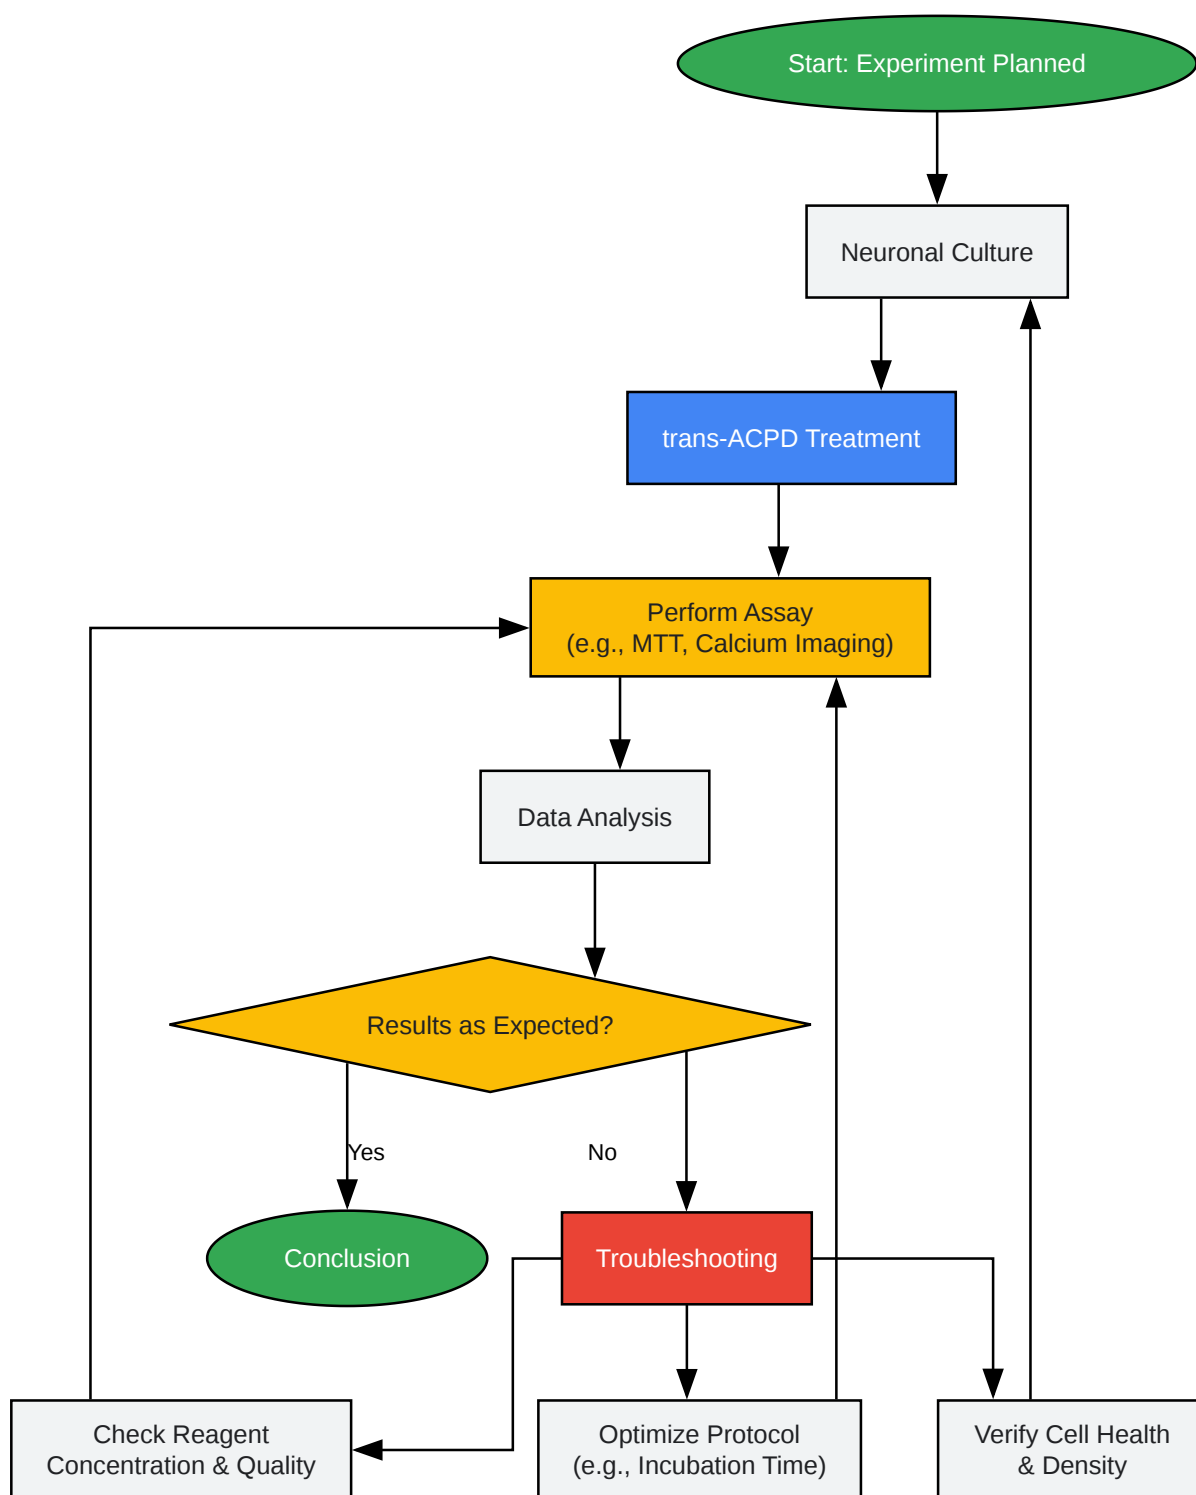 Start: Experiment Planned
Neuronal Culture
trans-ACPD Treatment
Perform Assay
(e.g., MTT, Calcium Imaging)
Data Analysis
Results as Expected?
Yes
No
Conclusion
Troubleshooting
Check Reagent
Concentration & Quality
Optimize Protocol
(e.g., Incubation Time)
Verify Cell Health
& Density